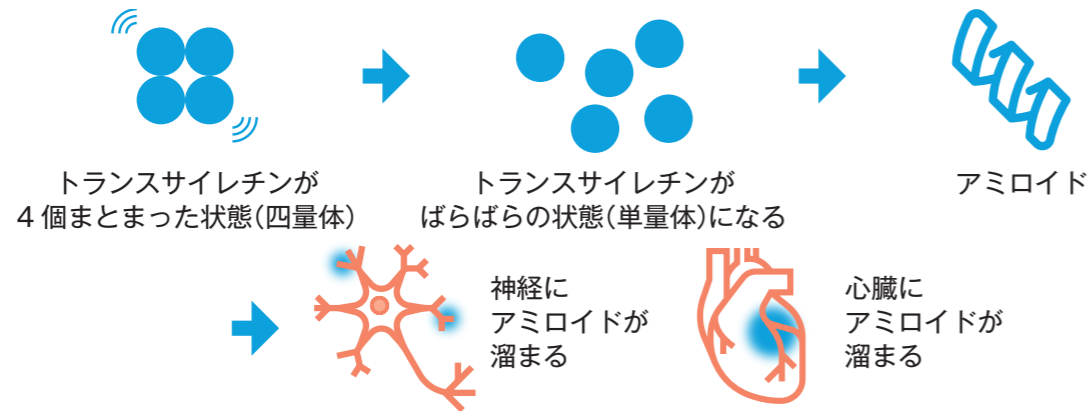 トランスサイレチンが
4個まとまった状態(四量体)
トランスサイレチンが
ばらばらの状態(単量体)になる
アミロイド
神経に
アミロイドが
溜まる
心臓に
アミロイドが
溜まる